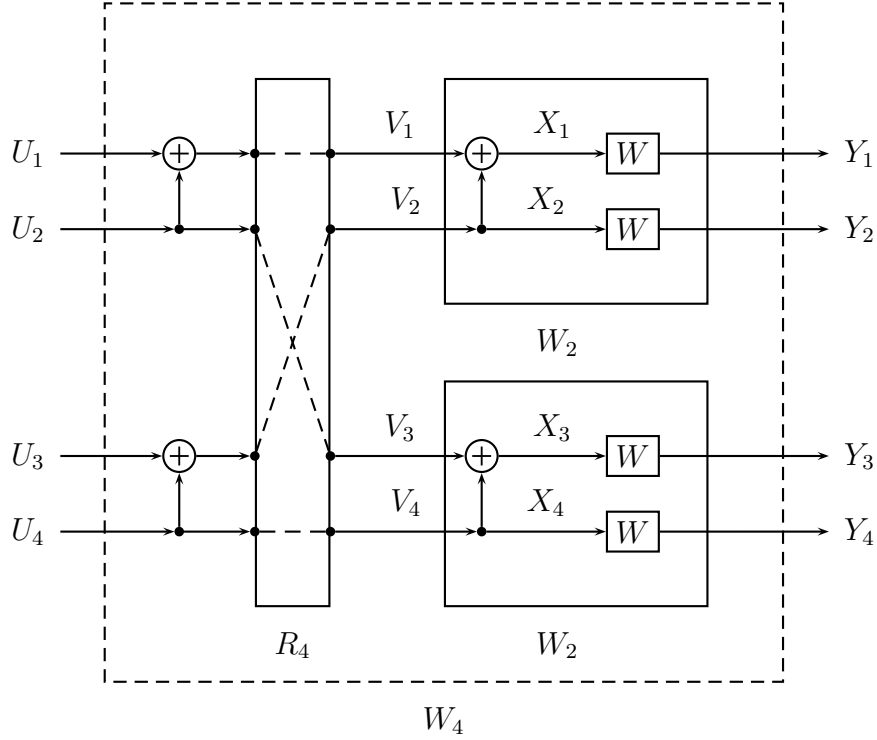 U₁ + V₁ + X₁ W Y₁
U₂ V₂ X₂ W Y₂
W₂
U₃ + V₃ + X₃ W Y₃
U₄ V₄ X₄ W Y₄
R₄ W₂
W₄